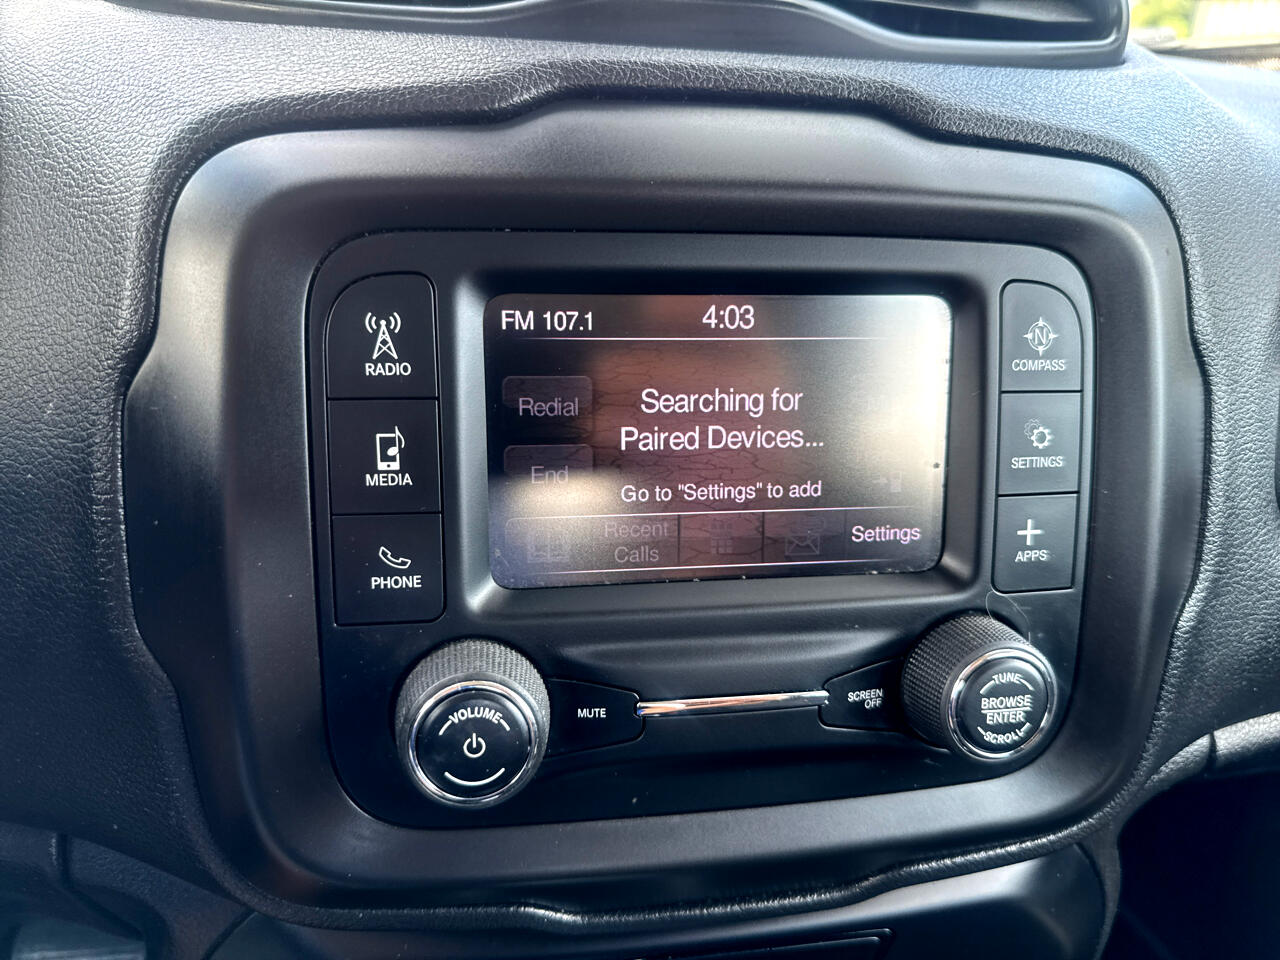 FM 107.1
4:03
RADIO
MEDIA
PHONE
Redial
End
Searching for
Paired Devices...
Go to "Settings" to add
Recent
Calls
Settings
N
COMPASS
SETTINGS
APPS
VOLUME
MUTE
SCREEN
OFF
TUNE
BROWSE
ENTER
SCROLL